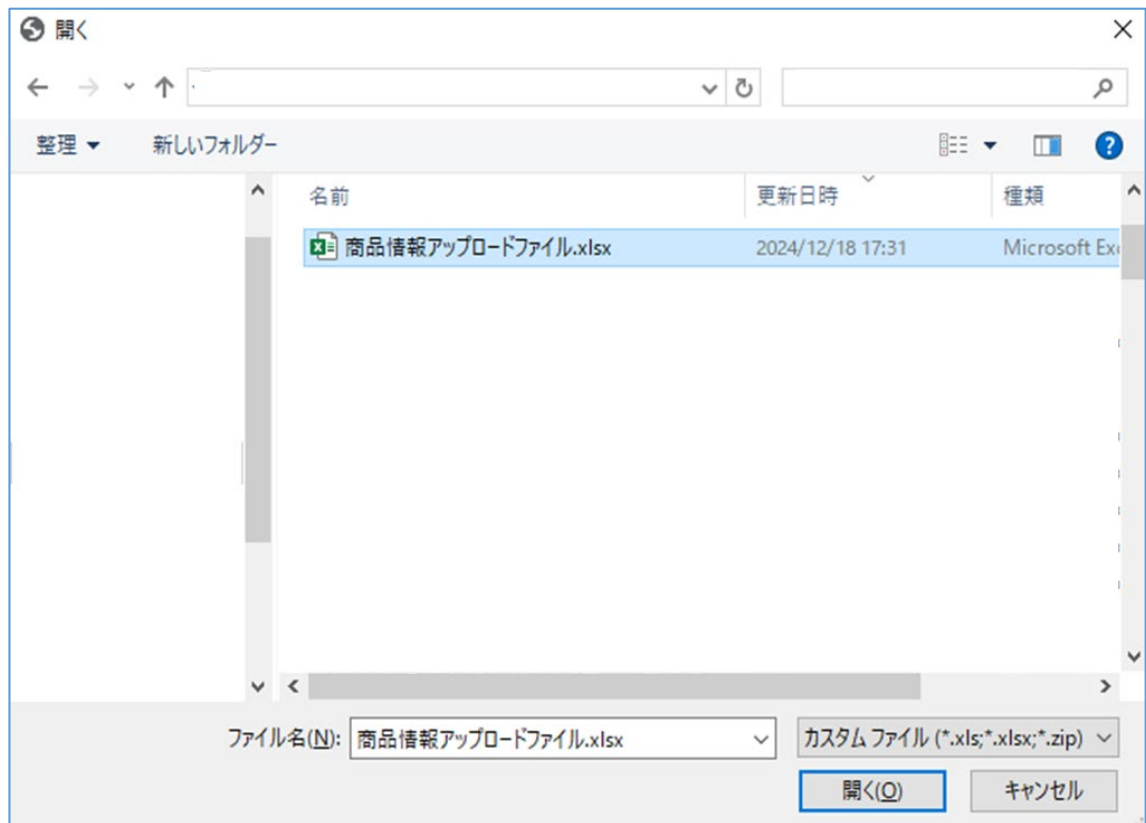 開く
整理 新しいフォルダー
名前 更新日時 種類
商品情報アップロードファイル.xlsx 2024/12/18 17:31 Microsoft Ex
ファイル名(N): 商品情報アップロードファイル.xlsx カスタム ファイル (*.xls;*.xlsx;*.zip)
開く(O) キャンセル